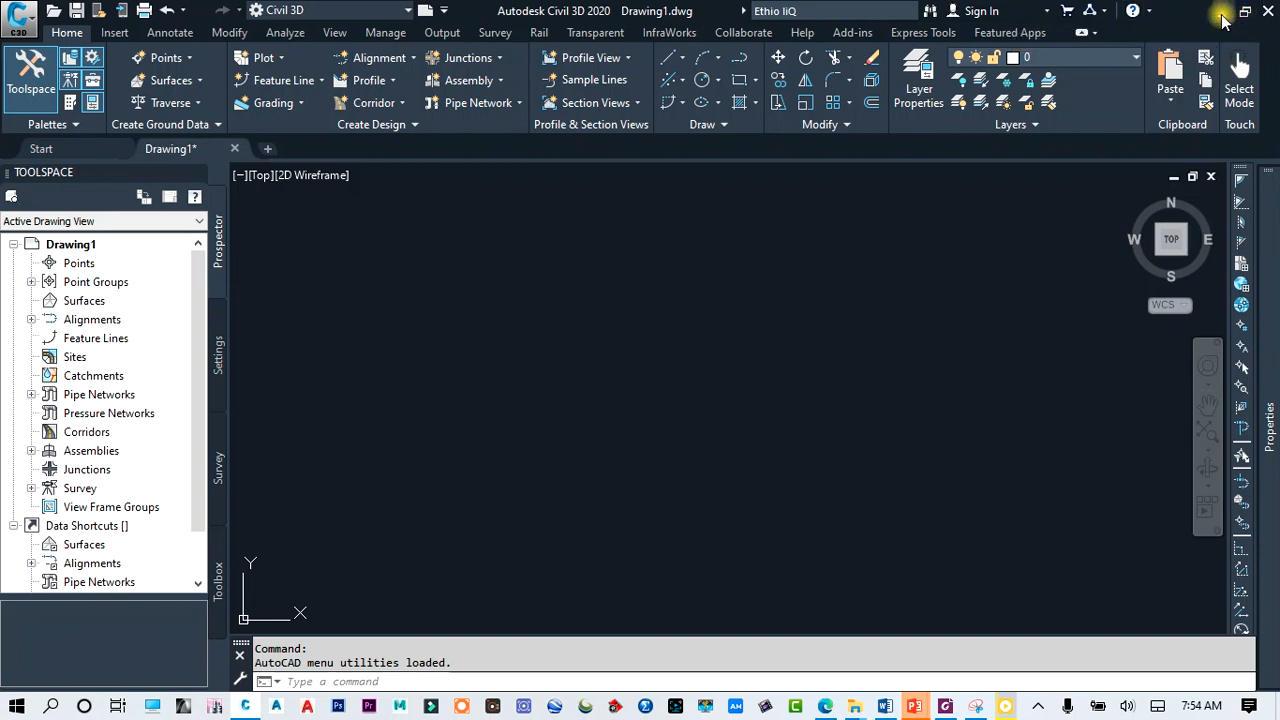 C3D
Civil 3D
Autodesk Civil 3D 2020 Drawing1.dwg
Ethio liQ
Sign In
Home Insert Annotate Modify Analyze View Manage Output Survey Rail Transparent InfraWorks Collaborate Help Add-ins Express Tools Featured Apps
Toolspace
Palettes
Points
Surfaces
Traverse
Create Ground Data
Plot
Feature Line
Grading
Alignment
Profile
Corridor
Junctions
Assembly
Pipe Network
Create Design
Profile View
Sample Lines
Section Views
Profile & Section Views
Draw
Modify
Layer
Properties
0
Layers
Paste
Clipboard
Select
Mode
Touch
Start
Drawing1*
TOOLSPACE
Active Drawing View
Drawing1
Points
Point Groups
Surfaces
Alignments
Feature Lines
Sites
Catchments
Pipe Networks
Pressure Networks
Corridors
Assemblies
Junctions
Survey
View Frame Groups
Data Shortcuts []
Surfaces
Alignments
Pipe Networks
Prospector
Settings
Survey
Toolbox
[−][Top][2D Wireframe]
N
W TOP E
S
WCS
Y
X
Properties
Command:
AutoCAD menu utilities loaded.
Type a command
7:54 AM